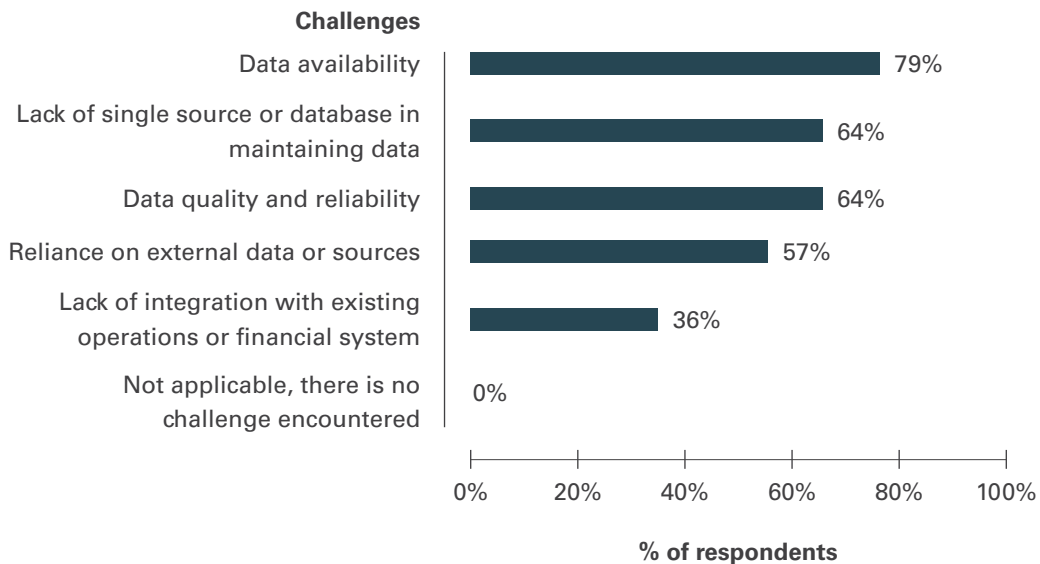 Challenges
Data availability
79%
Lack of single source or database in
maintaining data
64%
Data quality and reliability
64%
Reliance on external data or sources
57%
Lack of integration with existing
operations or financial system
36%
Not applicable, there is no
challenge encountered
0%
0% 20% 40% 60% 80% 100%
% of respondents